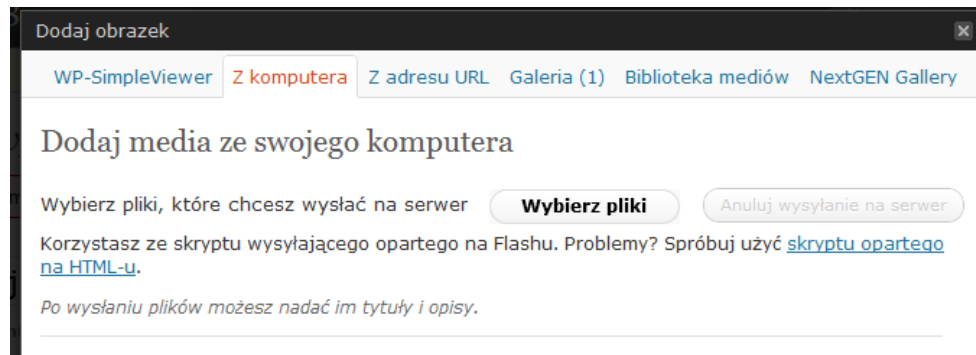 Dodaj obrazek
WP-SimpleViewer Z komputera Z adresu URL Galeria (1) Biblioteka mediów NextGEN Gallery
Dodaj media ze swojego komputera
Wybierz pliki, które chcesz wysłać na serwer Wybierz pliki Anuluj wysyłanie na serwer
Korzystasz ze skryptu wysyłającego opartego na Flashu. Problemy? Spróbuj użyć skryptu opartego
na HTML-u.
Po wysłaniu plików możesz nadać im tytuły i opisy.